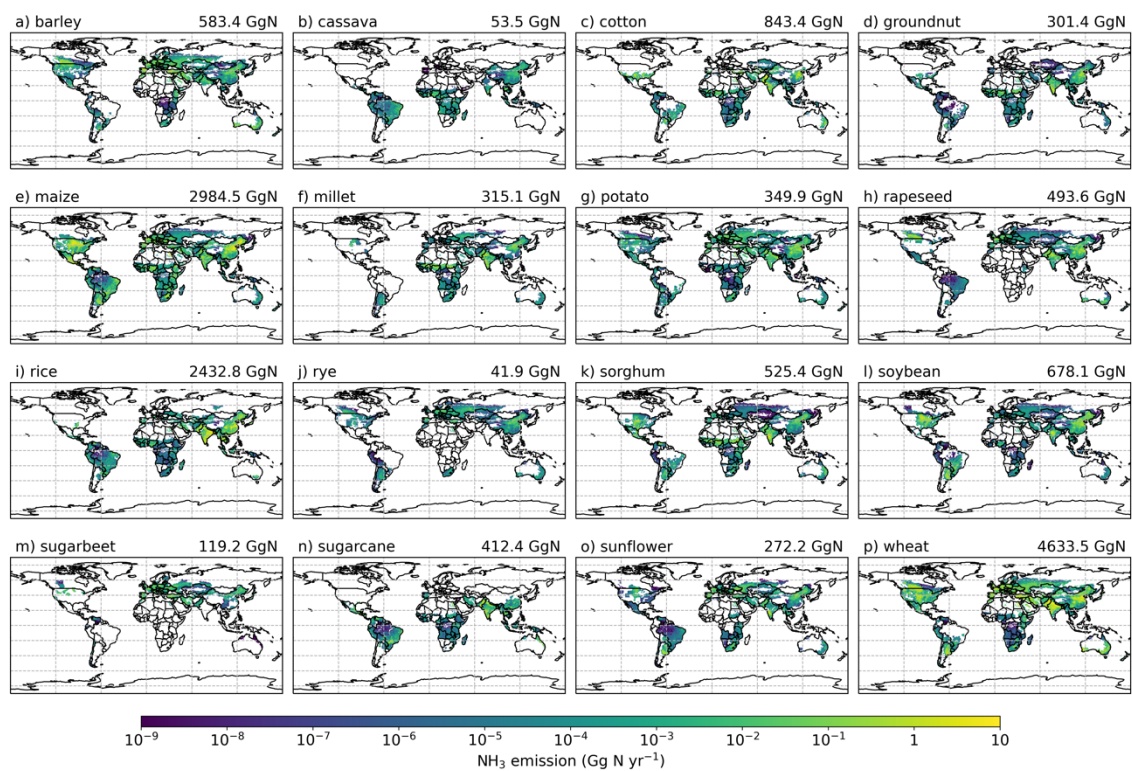 a) barley 583.4 GgN b) cassava 53.5 GgN c) cotton 843.4 GgN d) groundnut 301.4 GgN
e) maize 2984.5 GgN f) millet 315.1 GgN g) potato 349.9 GgN h) rapeseed 493.6 GgN
i) rice 2432.8 GgN j) rye 41.9 GgN k) sorghum 525.4 GgN l) soybean 678.1 GgN
m) sugarbeet 119.2 GgN n) sugarcane 412.4 GgN o) sunflower 272.2 GgN p) wheat 4633.5 GgN
10⁻⁹ 10⁻⁸ 10⁻⁷ 10⁻⁶ 10⁻⁵ 10⁻⁴ 10⁻³ 10⁻² 10⁻¹ 1 10
NH₃ emission (Gg N yr⁻¹)